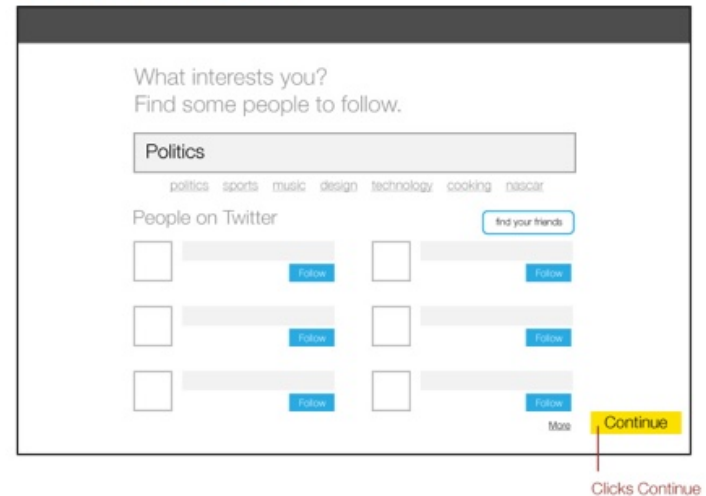 What interests you?
Find some people to follow.
Politics
politics sports music design technology cooking nascar
People on Twitter
find your friends
Follow
Follow
Follow
Follow
Follow
Follow
More
Continue
Clicks Continue